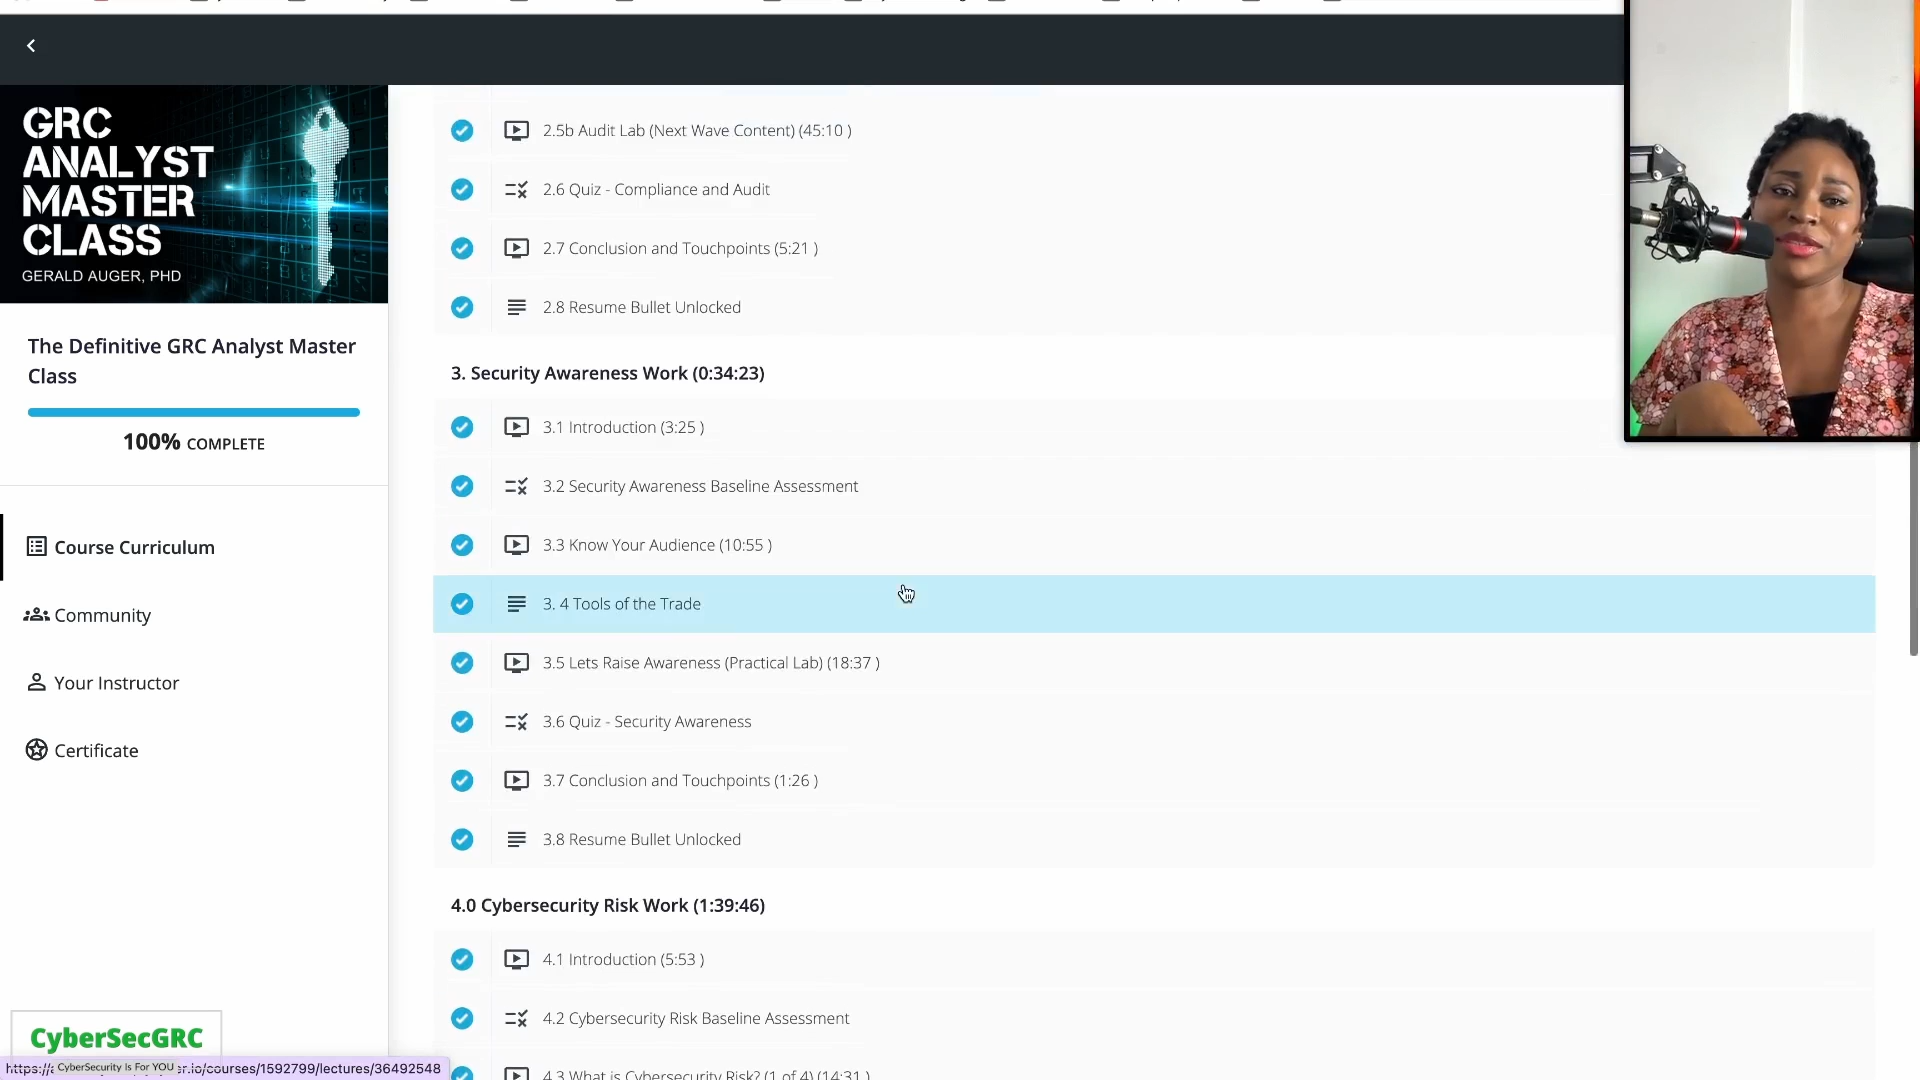 GRC
ANALYST
MASTER
CLASS
GERALD AUGER, PHD
The Definitive GRC Analyst Master
Class
100% COMPLETE
Course Curriculum
Community
Your Instructor
Certificate
CyberSecGRC
CyberSecurity Is For YOU
er.io/courses/1592799/lectures/36492548
2.5b Audit Lab (Next Wave Content) (45:10 )
2.6 Quiz - Compliance and Audit
2.7 Conclusion and Touchpoints (5:21 )
2.8 Resume Bullet Unlocked
3. Security Awareness Work (0:34:23)
3.1 Introduction (3:25 )
3.2 Security Awareness Baseline Assessment
3.3 Know Your Audience (10:55 )
3. 4 Tools of the Trade
3.5 Lets Raise Awareness (Practical Lab) (18:37 )
3.6 Quiz - Security Awareness
3.7 Conclusion and Touchpoints (1:26 )
3.8 Resume Bullet Unlocked
4.0 Cybersecurity Risk Work (1:39:46)
4.1 Introduction (5:53 )
4.2 Cybersecurity Risk Baseline Assessment
4.3 What is Cybersecurity Risk? (1 of 4) (14:31 )